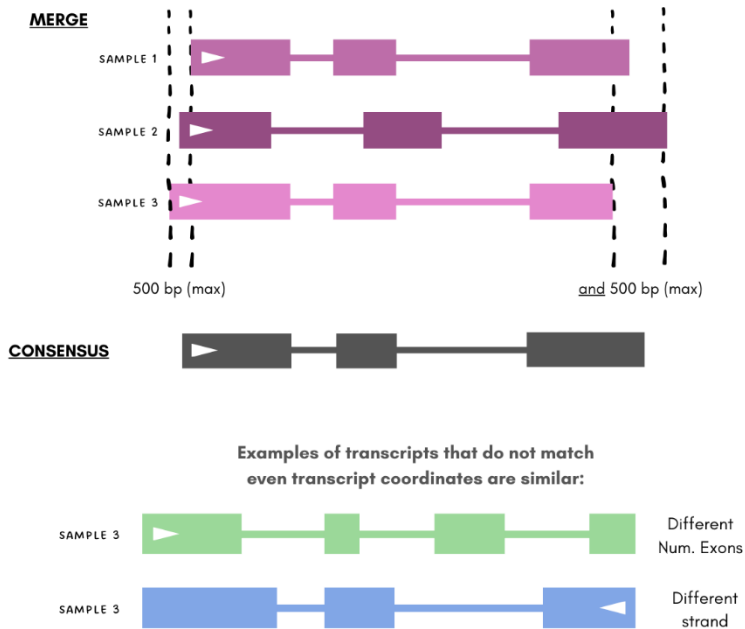 MERGE
SAMPLE 1
SAMPLE 2
SAMPLE 3
500 bp (max)
and 500 bp (max)
CONSENSUS
Examples of transcripts that do not match
even transcript coordinates are similar:
SAMPLE 3
Different
Num. Exons
SAMPLE 3
Different
strand